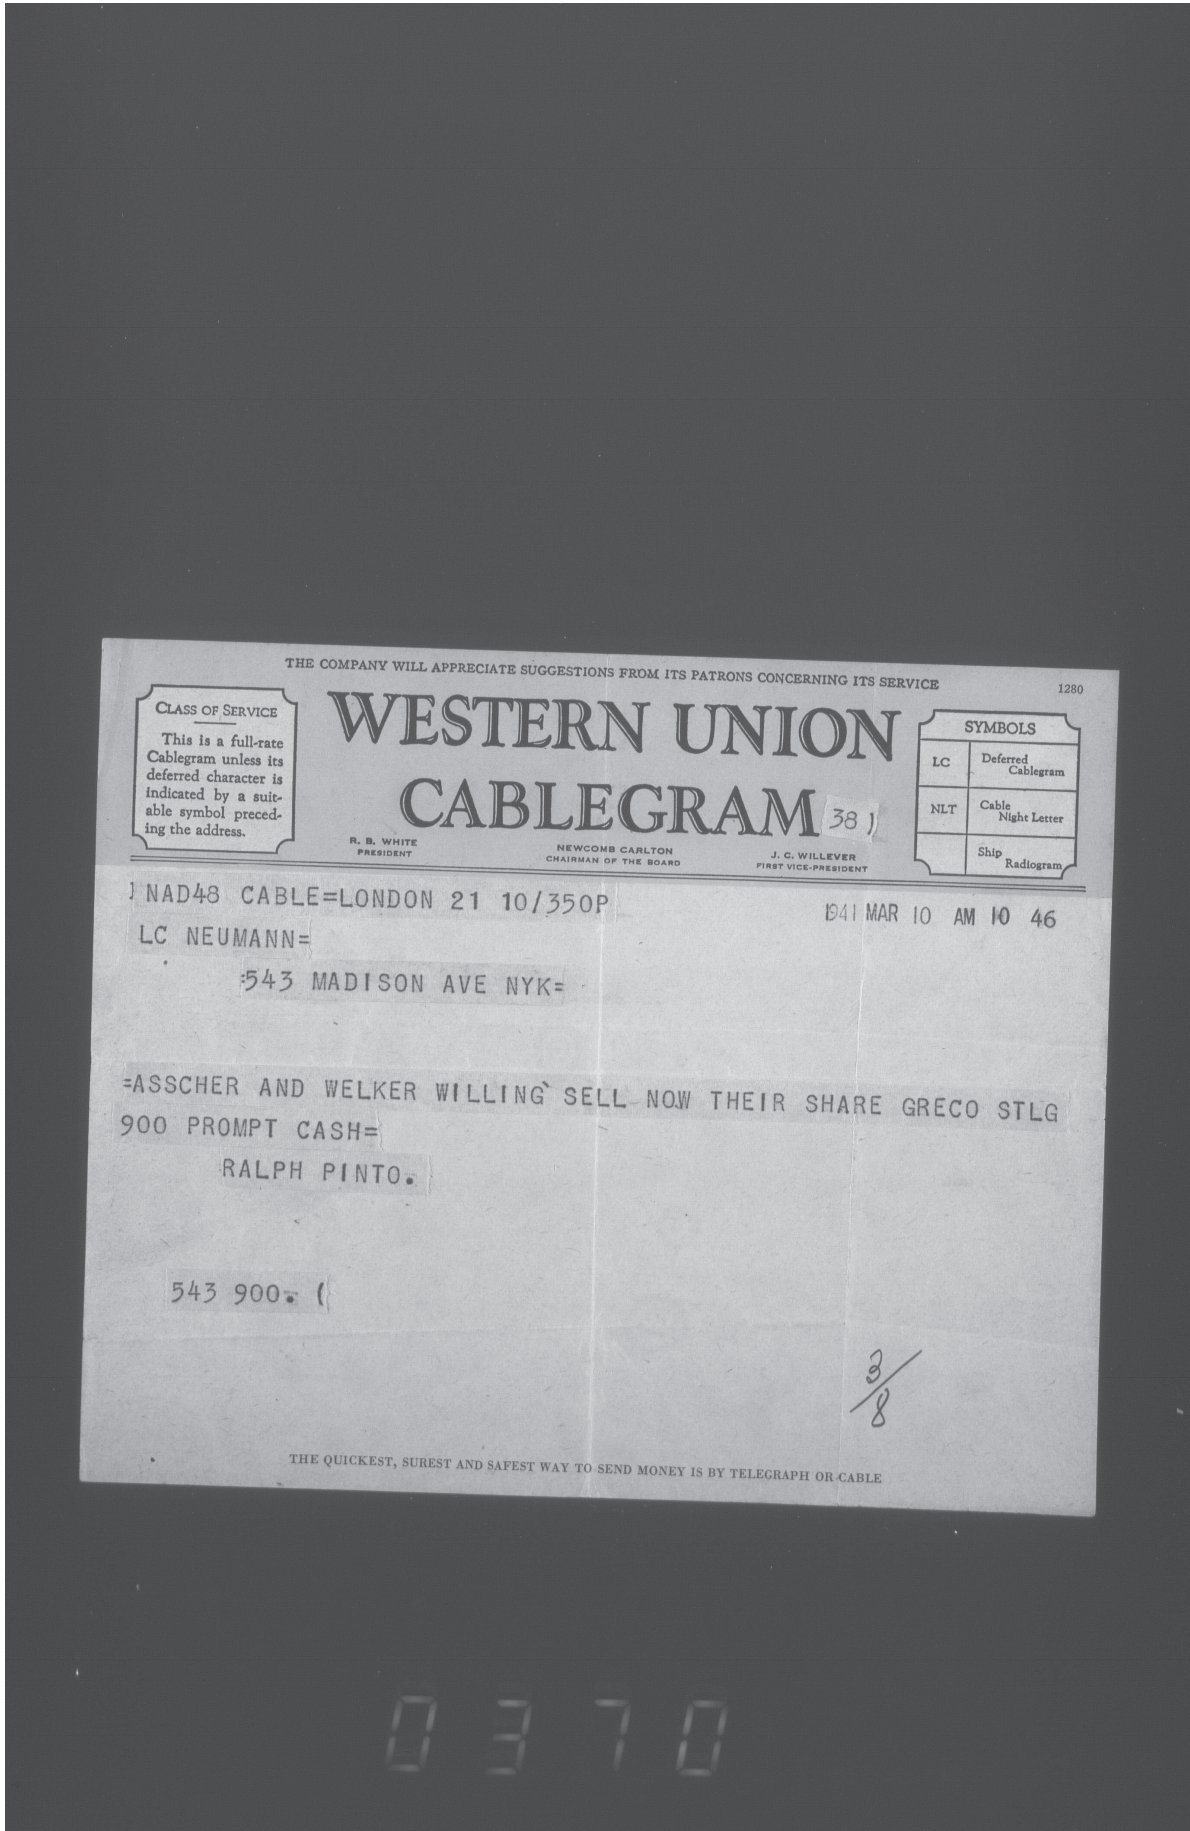 THE COMPANY WILL APPRECIATE SUGGESTIONS FROM ITS PATRONS CONCERNING ITS SERVICE
1280
CLASS OF SERVICE
This is a full-rate
Cablegram unless its
deferred character is
indicated by a suit-
able symbol preced-
ing the address.
WESTERN UNION
CABLEGRAM
38)
R. B. WHITE
PRESIDENT
NEWCOMB CARLTON
CHAIRMAN OF THE BOARD
J. C. WILLEVER
FIRST VICE-PRESIDENT
SYMBOLS
LC Deferred Cablegram
NLT Cable Night Letter
Ship Radiogram
NAD48 CABLE=LONDON 21 10/350P
1941 MAR 10 AM 10 46
LC NEUMANN=
:543 MADISON AVE NYK=
=ASSCHER AND WELKER WILLING SELL NOW THEIR SHARE GRECO STLG
900 PROMPT CASH=
RALPH PINTO.
543 900. (
3/8
THE QUICKEST, SUREST AND SAFEST WAY TO SEND MONEY IS BY TELEGRAPH OR CABLE
0370